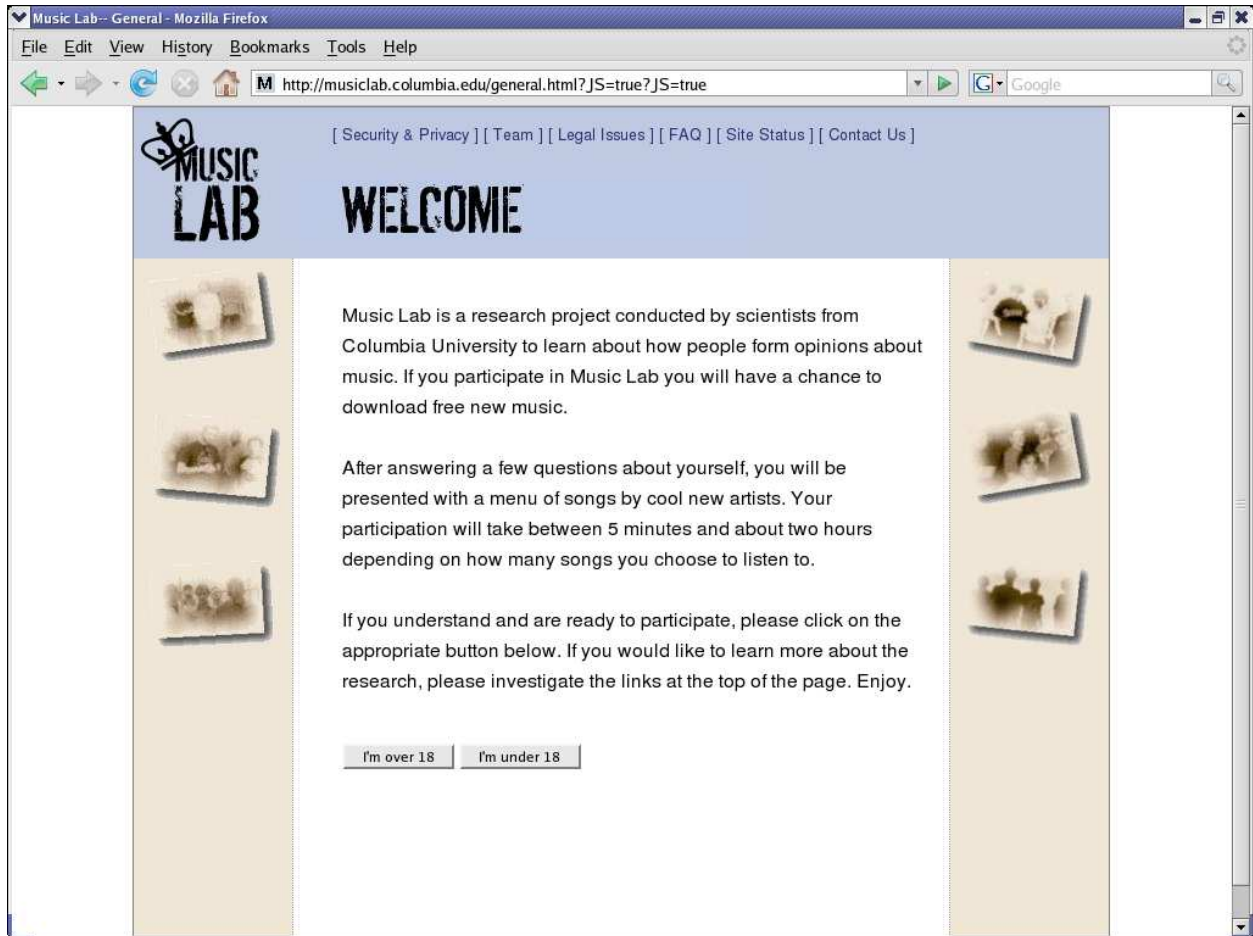 Music Lab-- General - Mozilla Firefox
File Edit View History Bookmarks Tools Help
M http://musiclab.columbia.edu/general.html?JS=true?JS=true G Google
[ Security & Privacy ] [ Team ] [ Legal Issues ] [ FAQ ] [ Site Status ] [ Contact Us ]
MUSIC
LAB
WELCOME
Music Lab is a research project conducted by scientists from
Columbia University to learn about how people form opinions about
music. If you participate in Music Lab you will have a chance to
download free new music.
After answering a few questions about yourself, you will be
presented with a menu of songs by cool new artists. Your
participation will take between 5 minutes and about two hours
depending on how many songs you choose to listen to.
If you understand and are ready to participate, please click on the
appropriate button below. If you would like to learn more about the
research, please investigate the links at the top of the page. Enjoy.
I'm over 18 I'm under 18